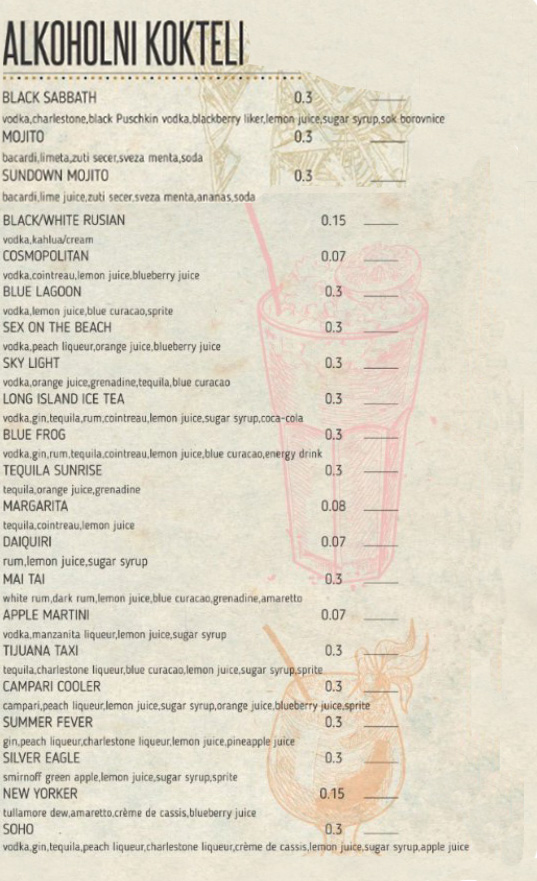 ALKOHOLNI KOKTELI
BLACK SABBATH 0.3
vodka,charlestone,black Puschkin vodka,blackberry liker,lemon juice,sugar syrup,sok borovnice
MOJITO 0.3
bacardi,limeta,zuti secer,sveza menta,soda
SUNDOWN MOJITO 0.3
bacardi,lime juice,zuti secer,sveza menta,ananas,soda
BLACK/WHITE RUSIAN 0.15
vodka,kahlua/cream
COSMOPOLITAN 0.07
vodka,cointreau,lemon juice,blueberry juice
BLUE LAGOON 0.3
vodka,lemon juice,blue curacao,sprite
SEX ON THE BEACH 0.3
vodka,peach liqueur,orange juice,blueberry juice
SKY LIGHT 0.3
vodka,orange juice,grenadine,tequila,blue curacao
LONG ISLAND ICE TEA 0.3
vodka,gin,tequila,rum,cointreau,lemon juice,sugar syrup,coca-cola
BLUE FROG 0.3
vodka,gin,rum,tequila,cointreau,lemon juice,blue curacao,energy drink
TEQUILA SUNRISE 0.3
tequila,orange juice,grenadine
MARGARITA 0.08
tequila,cointreau,lemon juice
DAIQUIRI 0.07
rum,lemon juice,sugar syrup
MAI TAI 0.3
white rum,dark rum,lemon juice,blue curacao,grenadine,amaretto
APPLE MARTINI 0.07
vodka,manzanita liqueur,lemon juice,sugar syrup
TIJUANA TAXI 0.3
tequila,charlestone liqueur,blue curacao,lemon juice,sugar syrup,sprite
CAMPARI COOLER 0.3
campari,peach liqueur,lemon juice,sugar syrup,orange juice,blueberry juice,sprite
SUMMER FEVER 0.3
gin,peach liqueur,charlestone liqueur,lemon juice,pineapple juice
SILVER EAGLE 0.3
smirnoff green apple,lemon juice,sugar syrup,sprite
NEW YORKER 0.15
tullamore dew,amaretto,crème de cassis,blueberry juice
SOHO 0.3
vodka,gin,tequila,peach liqueur,charlestone liqueur,crème de cassis,lemon juice,sugar syrup,apple juice